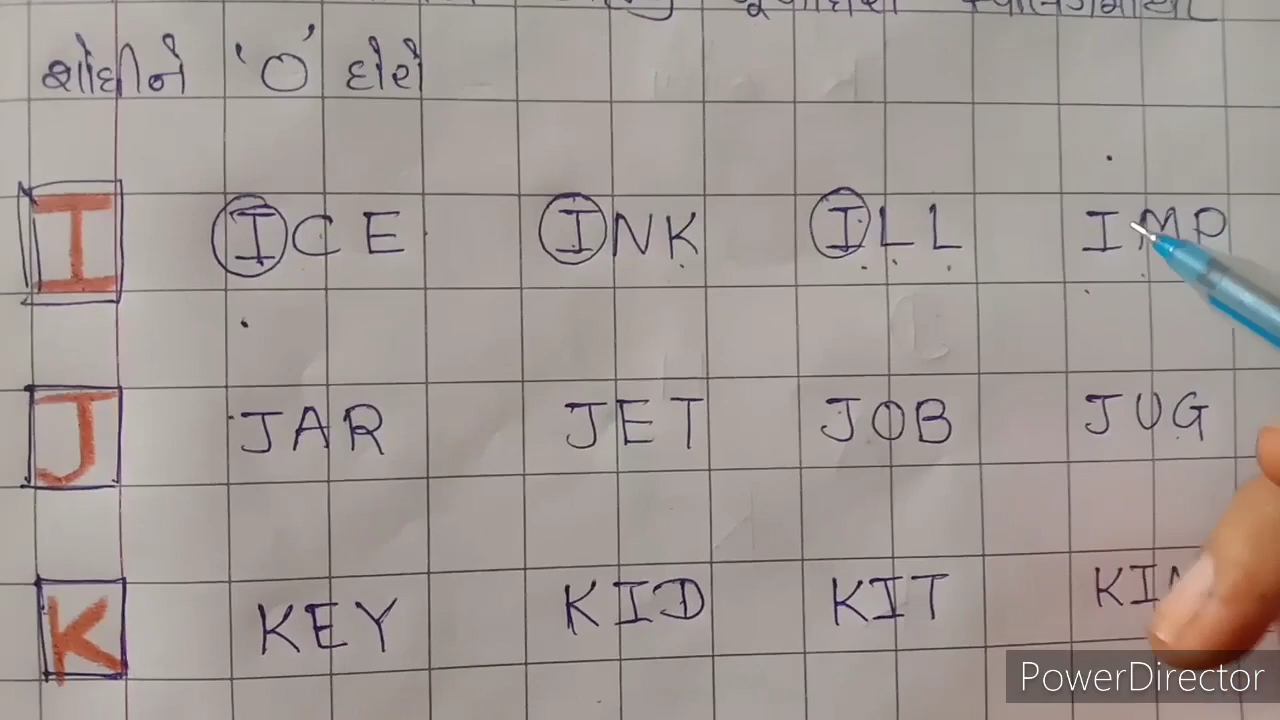 શોધીને 'O' દોરો
I ICE INK ILL IMP
J JAR JET JOB JUG
K KEY KID KIT
PowerDirector